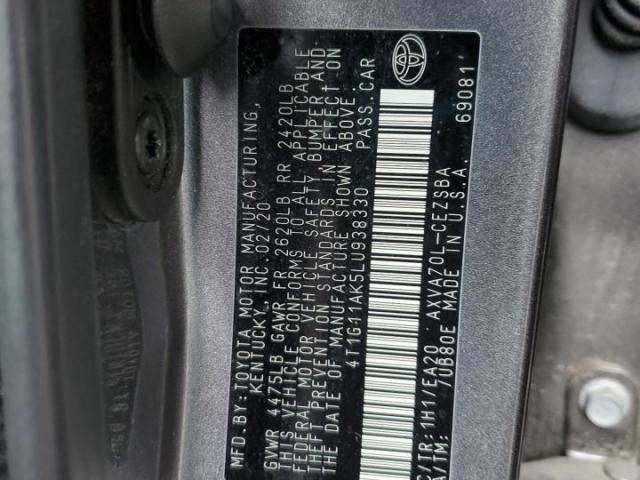 MFD. BY: TOYOTA MOTOR MANUFACTURING,
KENTUCKY, INC. 02/20
GVWR 4475LB GAWR FR 2620LB RR 2420LB
THIS VEHICLE CONFORMS TO ALL APPLICABLE
FEDERAL MOTOR VEHICLE SAFETY, BUMPER, AND
THEFT PREVENTION STANDARDS IN EFFECT ON
THE DATE OF MANUFACTURE SHOWN ABOVE.
4T1G11AK5LU938330 PASS. CAR
C/TR: 1H1/EA20 AXVA70L-CEZSBA
A/TM: 70B80E MADE IN U.S.A. 69081